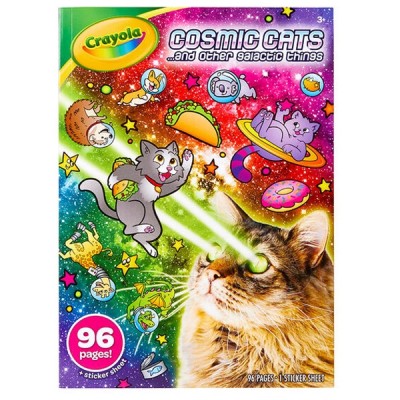 Crayola
3+
COSMIC CATS
...and other galactic things
96
pages!
+ sticker sheet
96 PAGES • 1 STICKER SHEET